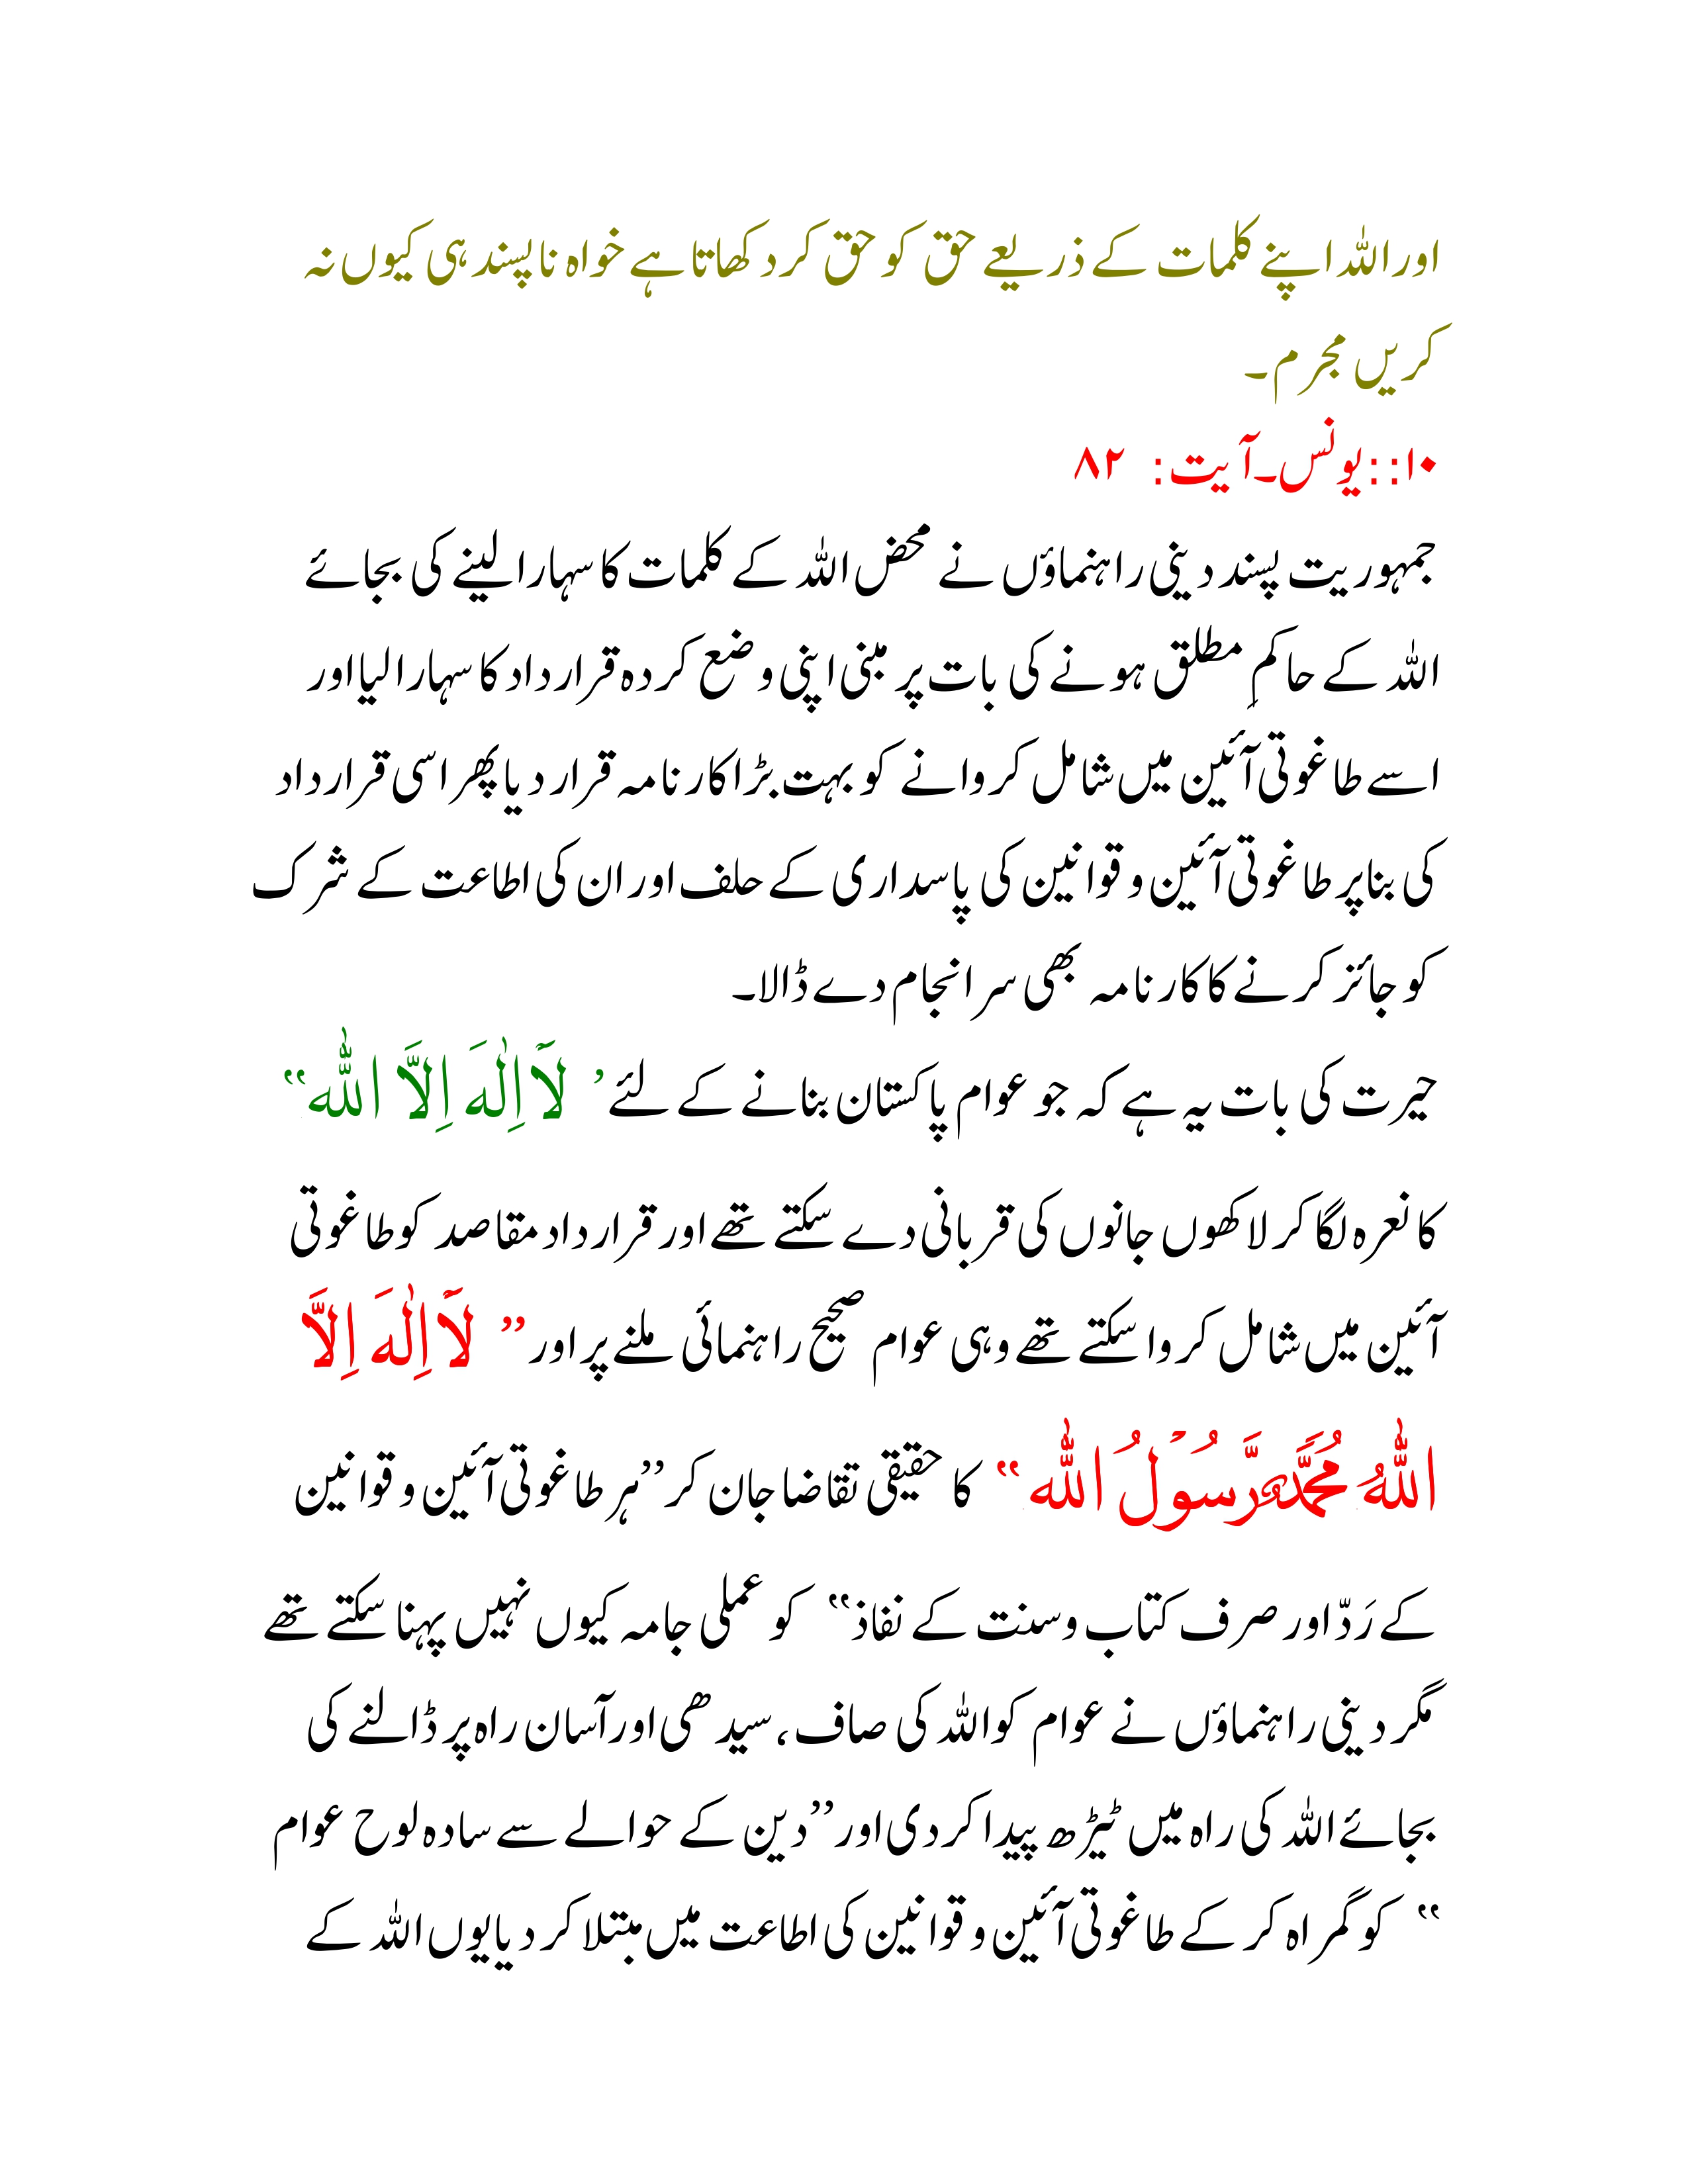 اور اللہ اپنے کلمات کے ذریعے حق کو حق کر دکھاتا ہے خواہ ناپسند ہی کیوں نہ
کریں مجرم۔
۱۰::یونس۔آیت: ۸۲
جمہوریت پسند دینی راہنماؤں نے محض اللہ کے کلمات کا سہارا لینے کی بجائے
اللہ کے حاکمِ مطلق ہونے کی بات پر مبنی اپنی وضع کردہ قرارداد کا سہارا لیا اور
اسے طاغوتی آئین میں شامل کروانے کو بہت بڑا کارنامہ قرار دیا پھر اسی قرارداد
کی بنا پر طاغوتی آئین و قوانین کی پاسداری کے حلف اور ان کی اطاعت کے شرک
کو جائز کرنے کا کارنامہ بھی سرانجام دے ڈالا۔
حیرت کی بات یہ ہے کہ جو عوام پاکستان بنانے کے لئے ’ لَآ اِلٰہَ اِلَّا اللّٰہ‘‘
کا نعرہ لگا کر لاکھوں جانوں کی قربانی دے سکتے تھے اور قرارداد مقاصد کو طاغوتی
آئین میں شامل کروا سکتے تھے وہی عوام صحیح راہنمائی ملنے پر اور ’’ لَآ اِلٰہَ اِلَّا
اللّٰہُ مُحَمَّدٌ رَّسُوْلُ اللّٰہ ‘‘ کا حقیقی تقاضا جان کر ’’ہر طاغوتی آئین و قوانین
کے رَدّ اور صرف کتاب و سنت کے نفاذ‘‘ کو عملی جامہ کیوں نہیں پہنا سکتے تھے
مگر دینی راہنماؤں نے عوام کو اللہ کی صاف، سیدھی اور آسان راہ پر ڈالنے کی
بجائے اللہ کی راہ میں ٹیڑھ پیدا کر دی اور ’’دین کے حوالے سے سادہ لوح عوام
‘‘ کو گمراہ کر کے طاغوتی آئین و قوانین کی اطاعت میں مبتلا کر دیا یوں اللہ کے